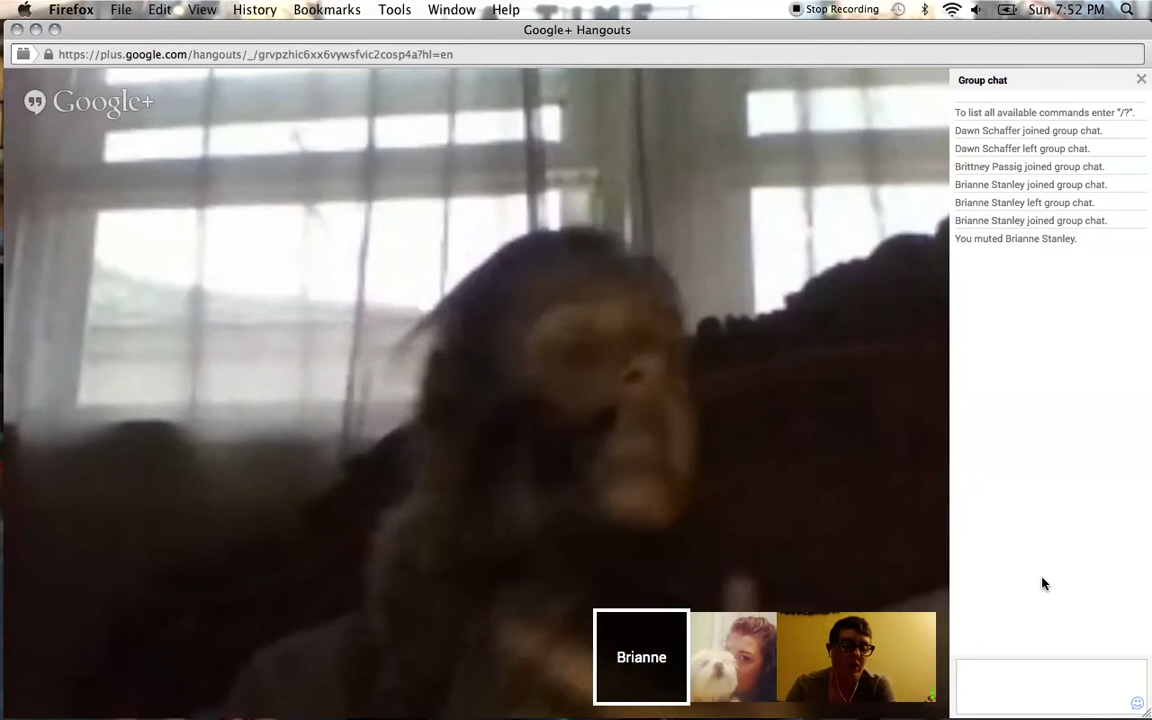 Firefox File Edit View History Bookmarks Tools Window Help Stop Recording Sun 7:52 PM
Google+ Hangouts
https://plus.google.com/hangouts/_/grvpzhic6xx6vywsfvic2cosp4a?hl=en
Google+
Group chat
To list all available commands enter "/?".
Dawn Schaffer joined group chat.
Dawn Schaffer left group chat.
Brittney Passig joined group chat.
Brianne Stanley joined group chat.
Brianne Stanley left group chat.
Brianne Stanley joined group chat.
You muted Brianne Stanley.
Brianne